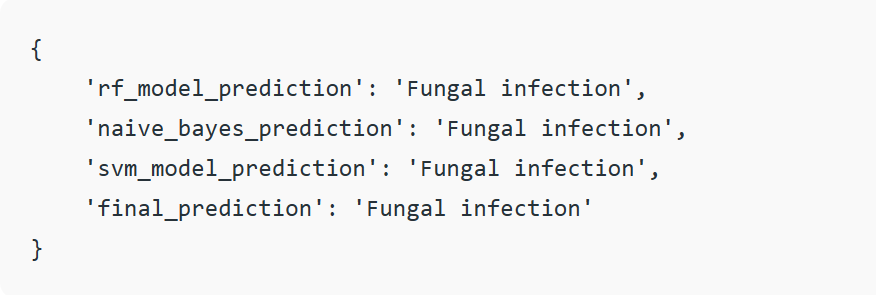 {
    'rf_model_prediction': 'Fungal infection',
    'naive_bayes_prediction': 'Fungal infection',
    'svm_model_prediction': 'Fungal infection',
    'final_prediction': 'Fungal infection'
}